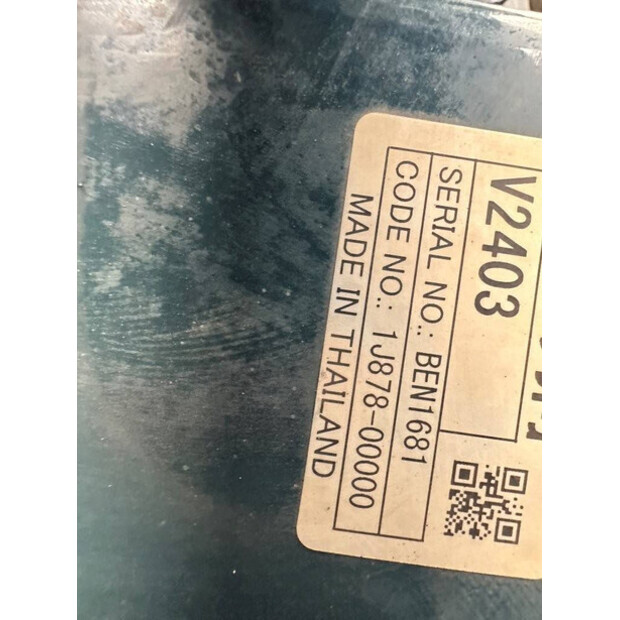 V2403
SERIAL NO.: BEN1681
CODE NO.: 1J878-00000
MADE IN THAILAND